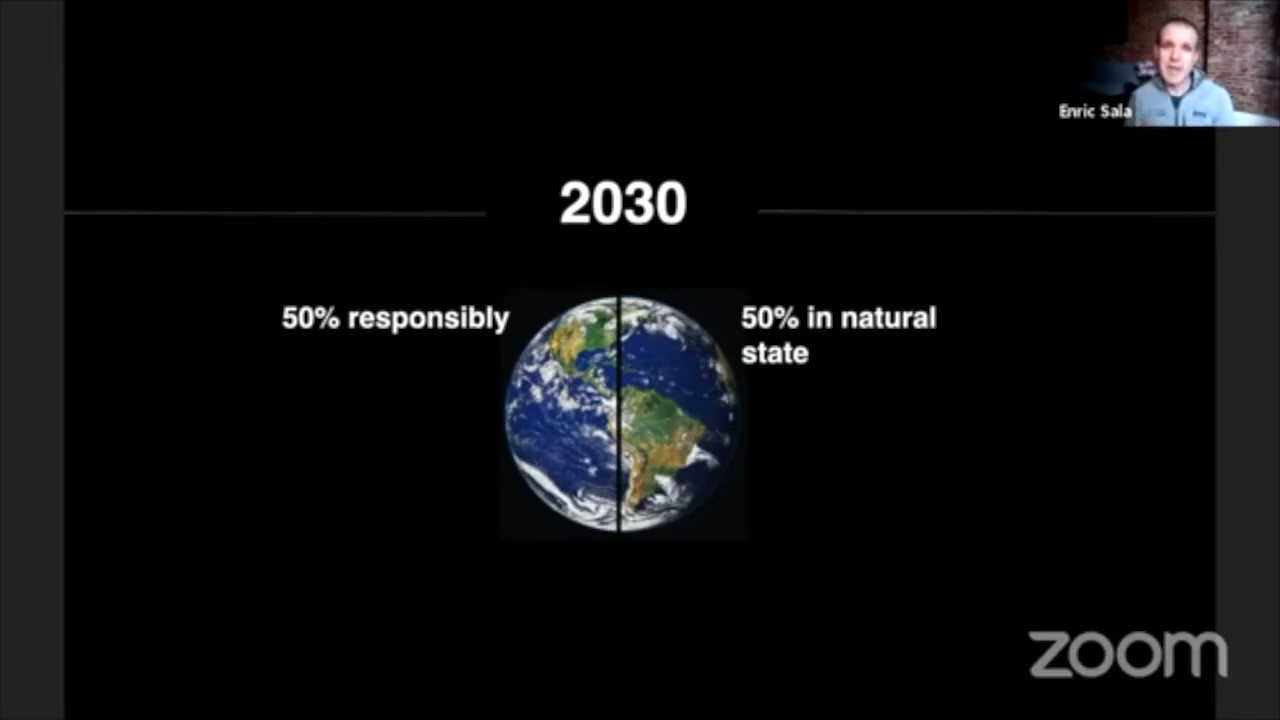 Enric Sala
2030
50% responsibly
50% in natural
state
zoom